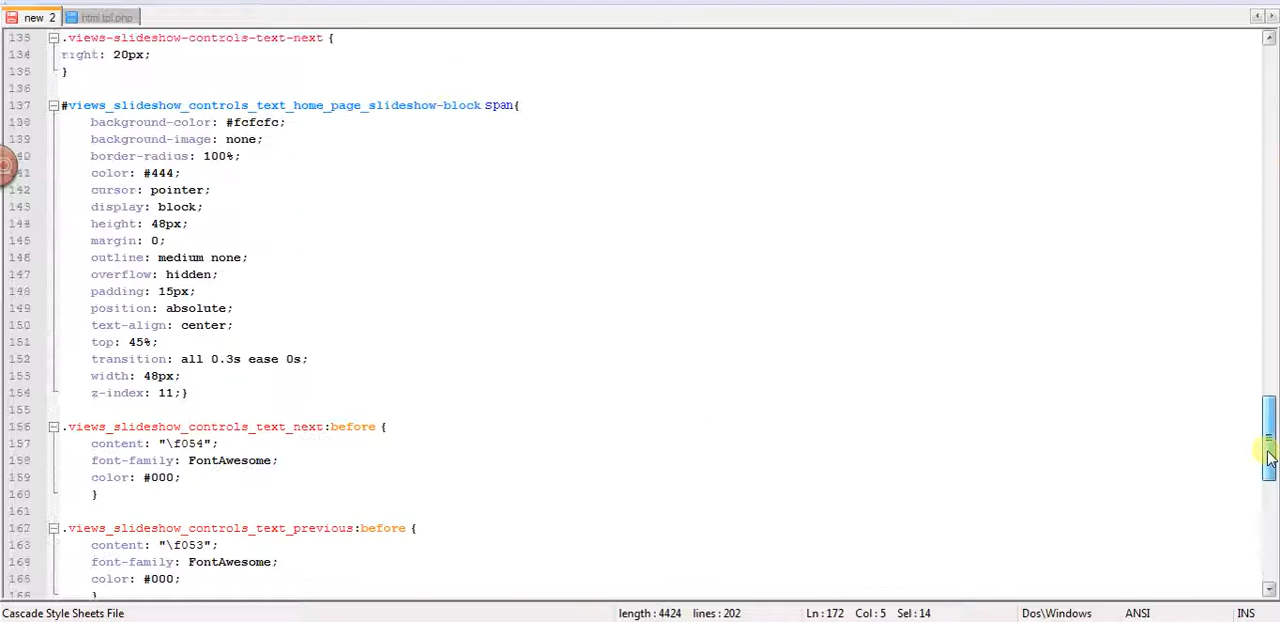 new 2 html.tpl.php
133 .views-slideshow-controls-text-next {
134 right: 20px;
135 }
136
137 #views_slideshow_controls_text_home_page_slideshow-block span{
138 background-color: #fcfcfc;
139 background-image: none;
140 border-radius: 100%;
141 color: #444;
142 cursor: pointer;
143 display: block;
144 height: 48px;
145 margin: 0;
146 outline: medium none;
147 overflow: hidden;
148 padding: 15px;
149 position: absolute;
150 text-align: center;
151 top: 45%;
152 transition: all 0.3s ease 0s;
153 width: 48px;
154 z-index: 11;}
155
156 .views_slideshow_controls_text_next:before {
157 content: "\f054";
158 font-family: FontAwesome;
159 color: #000;
160 }
161
162 .views_slideshow_controls_text_previous:before {
163 content: "\f053";
164 font-family: FontAwesome;
165 color: #000;
166 }
Cascade Style Sheets File length : 4424 lines : 202 Ln : 172 Col : 5 Sel : 14 Dos\Windows ANSI INS